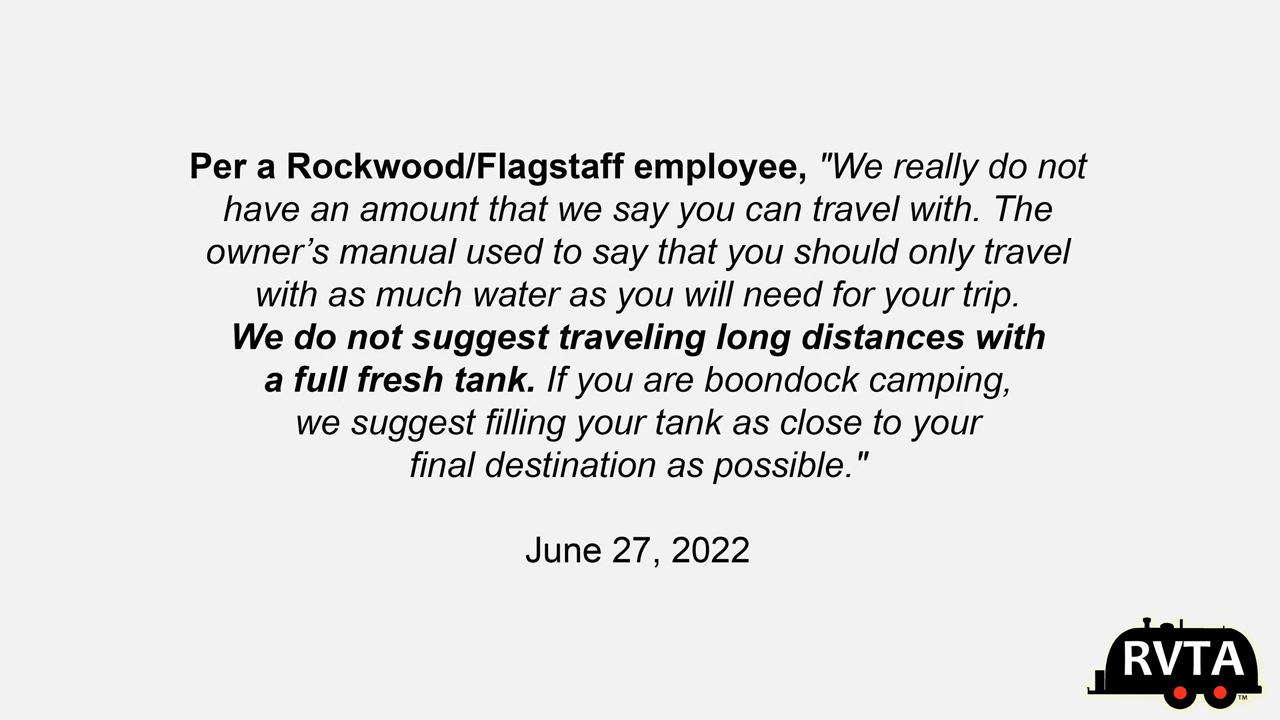 Per a Rockwood/Flagstaff employee, "We really do not
have an amount that we say you can travel with. The
owner’s manual used to say that you should only travel
with as much water as you will need for your trip.
We do not suggest traveling long distances with
a full fresh tank. If you are boondock camping,
we suggest filling your tank as close to your
final destination as possible."
June 27, 2022
RVTA
TM